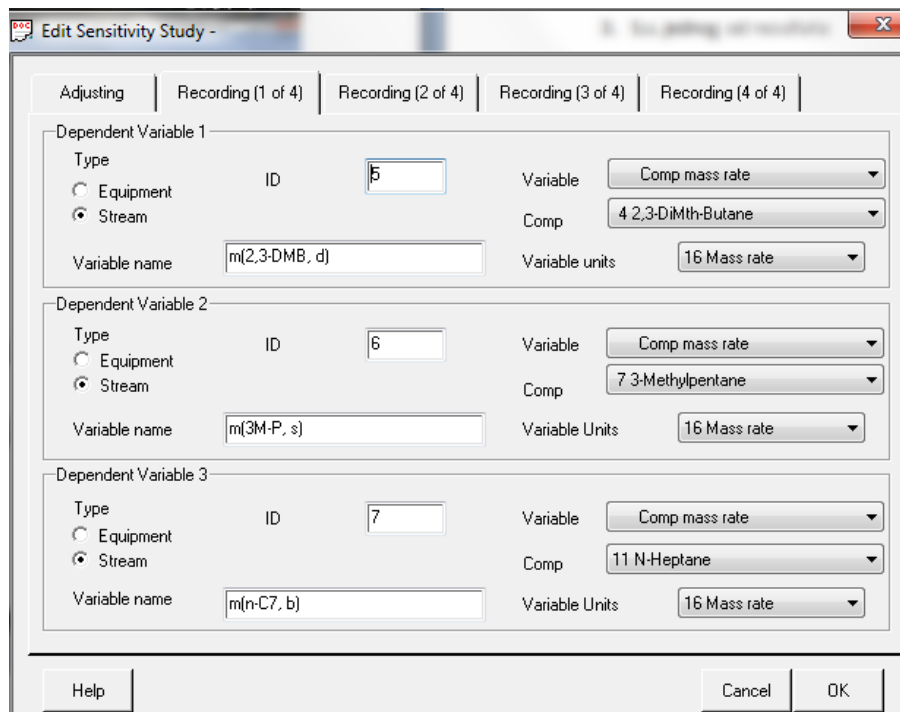 DOC
Edit Sensitivity Study -
Adjusting
Recording (1 of 4)
Recording (2 of 4)
Recording (3 of 4)
Recording (4 of 4)
Dependent Variable 1
Type
Equipment
Stream
ID
5
Variable
Comp mass rate
Comp
4 2,3-DiMth-Butane
Variable name
m(2,3-DMB, d)
Variable units
16 Mass rate
Dependent Variable 2
Type
Equipment
Stream
ID
6
Variable
Comp mass rate
Comp
7 3-Methylpentane
Variable name
m(3M-P, s)
Variable Units
16 Mass rate
Dependent Variable 3
Type
Equipment
Stream
ID
7
Variable
Comp mass rate
Comp
11 N-Heptane
Variable name
m(n-C7, b)
Variable Units
16 Mass rate
Help
Cancel
OK